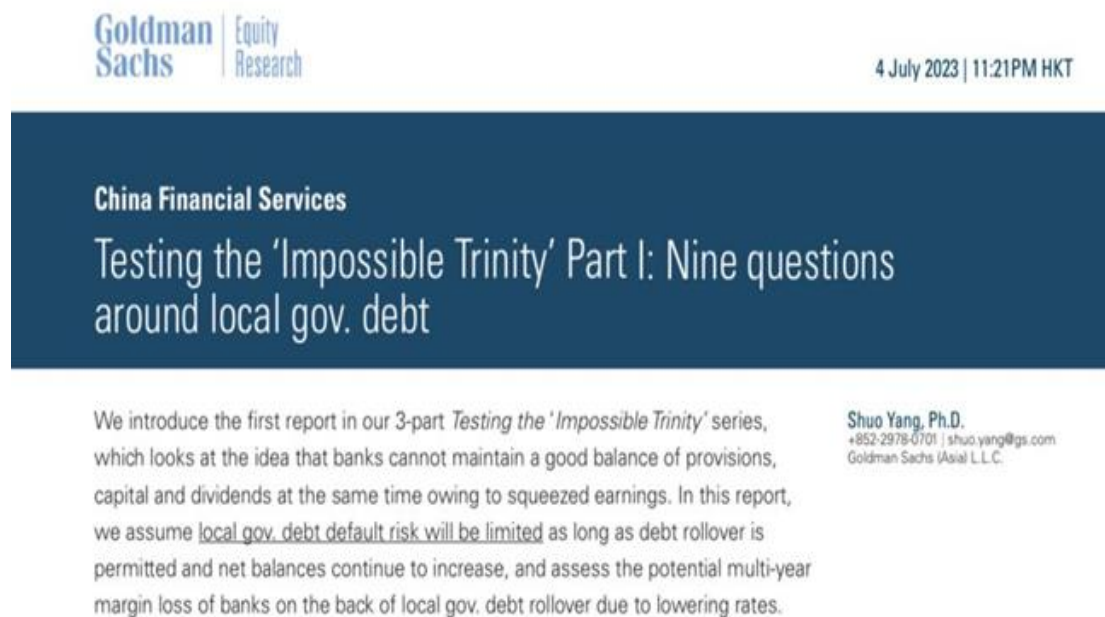 Goldman Sachs | Equity Research
4 July 2023 | 11:21PM HKT
China Financial Services
Testing the 'Impossible Trinity' Part I: Nine questions
around local gov. debt
We introduce the first report in our 3-part Testing the 'Impossible Trinity' series,
which looks at the idea that banks cannot maintain a good balance of provisions,
capital and dividends at the same time owing to squeezed earnings. In this report,
we assume local gov. debt default risk will be limited as long as debt rollover is
permitted and net balances continue to increase, and assess the potential multi-year
margin loss of banks on the back of local gov. debt rollover due to lowering rates.
Shuo Yang, Ph.D.
+852-2978-0701 | shuo.yang@gs.com
Goldman Sachs (Asia) L.L.C.